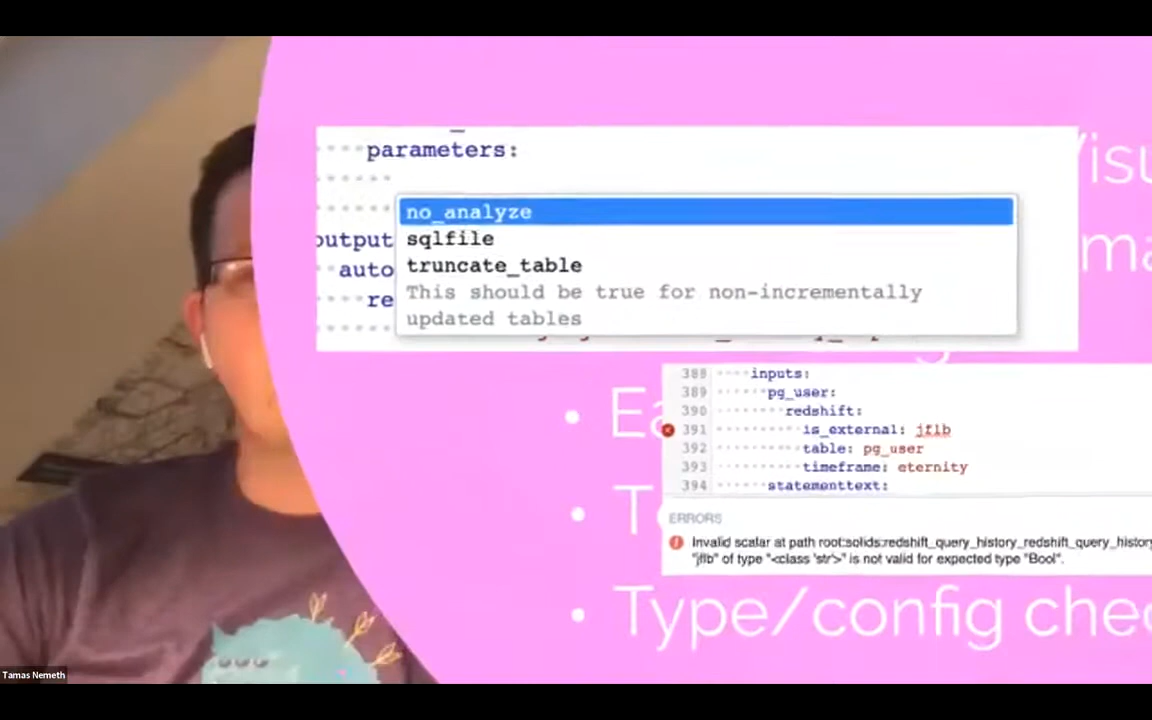 parameters:
no_analyze
output
sqlfile
auto
truncate_table
re
This should be true for non-incrementally
updated tables
388 inputs:
389 pg_user:
390 redshift:
391 is_external: jflb
392 table: pg_user
393 timeframe: eternity
394 statementtext:
ERRORS
Invalid scalar at path root:solids:redshift_query_history_redshift_query_history
"jflb" of type "<class 'str'>" is not valid for expected type "Bool".
• Ea
• T
• Type/config chec
Tamas Nemeth